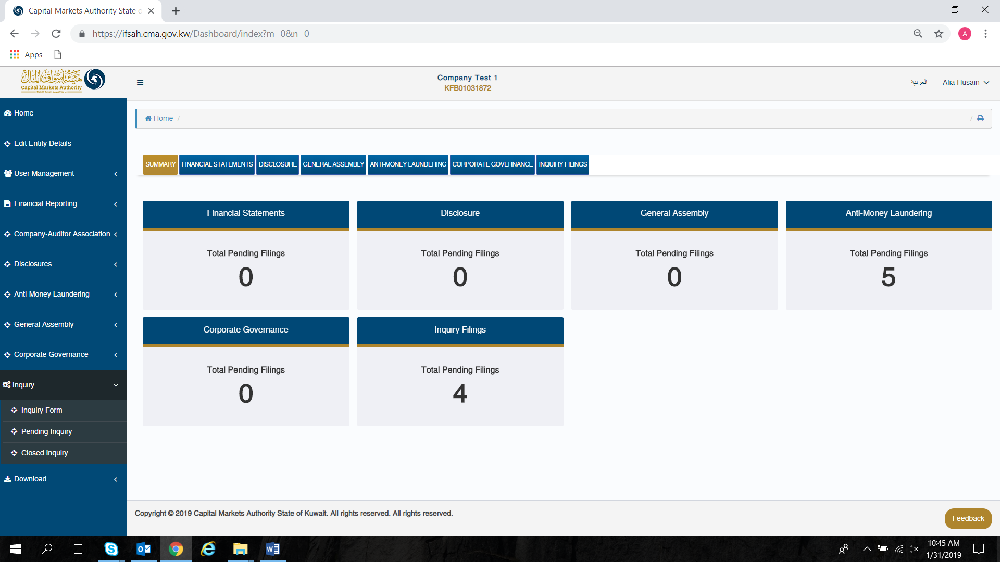 Capital Markets Authority State o
https://ifsah.cma.gov.kw/Dashboard/index?m=0&n=0
A
Apps
هيئة أسواق المال
Capital Markets Authority
Company Test 1
KFB01031872
العربية
Alia Husain
Home
Edit Entity Details
User Management
Financial Reporting
Company-Auditor Association
Disclosures
Anti-Money Laundering
General Assembly
Corporate Governance
Inquiry
Inquiry Form
Pending Inquiry
Closed Inquiry
Download
Home /
/
SUMMARY FINANCIAL STATEMENTS DISCLOSURE GENERAL ASSEMBLY ANTI-MONEY LAUNDERING CORPORATE GOVERNANCE INQUIRY FILINGS
Financial Statements
Total Pending Filings
0
Disclosure
Total Pending Filings
0
General Assembly
Total Pending Filings
0
Anti-Money Laundering
Total Pending Filings
5
Corporate Governance
Total Pending Filings
0
Inquiry Filings
Total Pending Filings
4
Copyright © 2019 Capital Markets Authority State of Kuwait. All rights reserved. All rights reserved.
Feedback
10:45 AM
1/31/2019